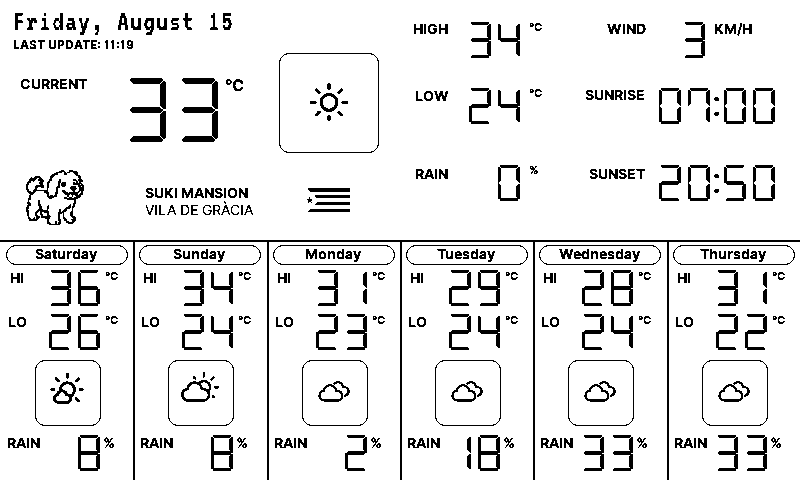 Friday, August 15
LAST UPDATE: 11:19
CURRENT 33 °C
HIGH 34 °C
WIND 3 KM/H
LOW 24 °C
SUNRISE 07:00
RAIN 0 %
SUNSET 20:50
SUKI MANSION
VILA DE GRÀCIA
Saturday
HI 36 °C
LO 26 °C
RAIN 8 %
Sunday
HI 34 °C
LO 24 °C
RAIN 8 %
Monday
HI 31 °C
LO 23 °C
RAIN 2 %
Tuesday
HI 29 °C
LO 24 °C
RAIN 18 %
Wednesday
HI 28 °C
LO 24 °C
RAIN 33 %
Thursday
HI 31 °C
LO 22 °C
RAIN 33 %